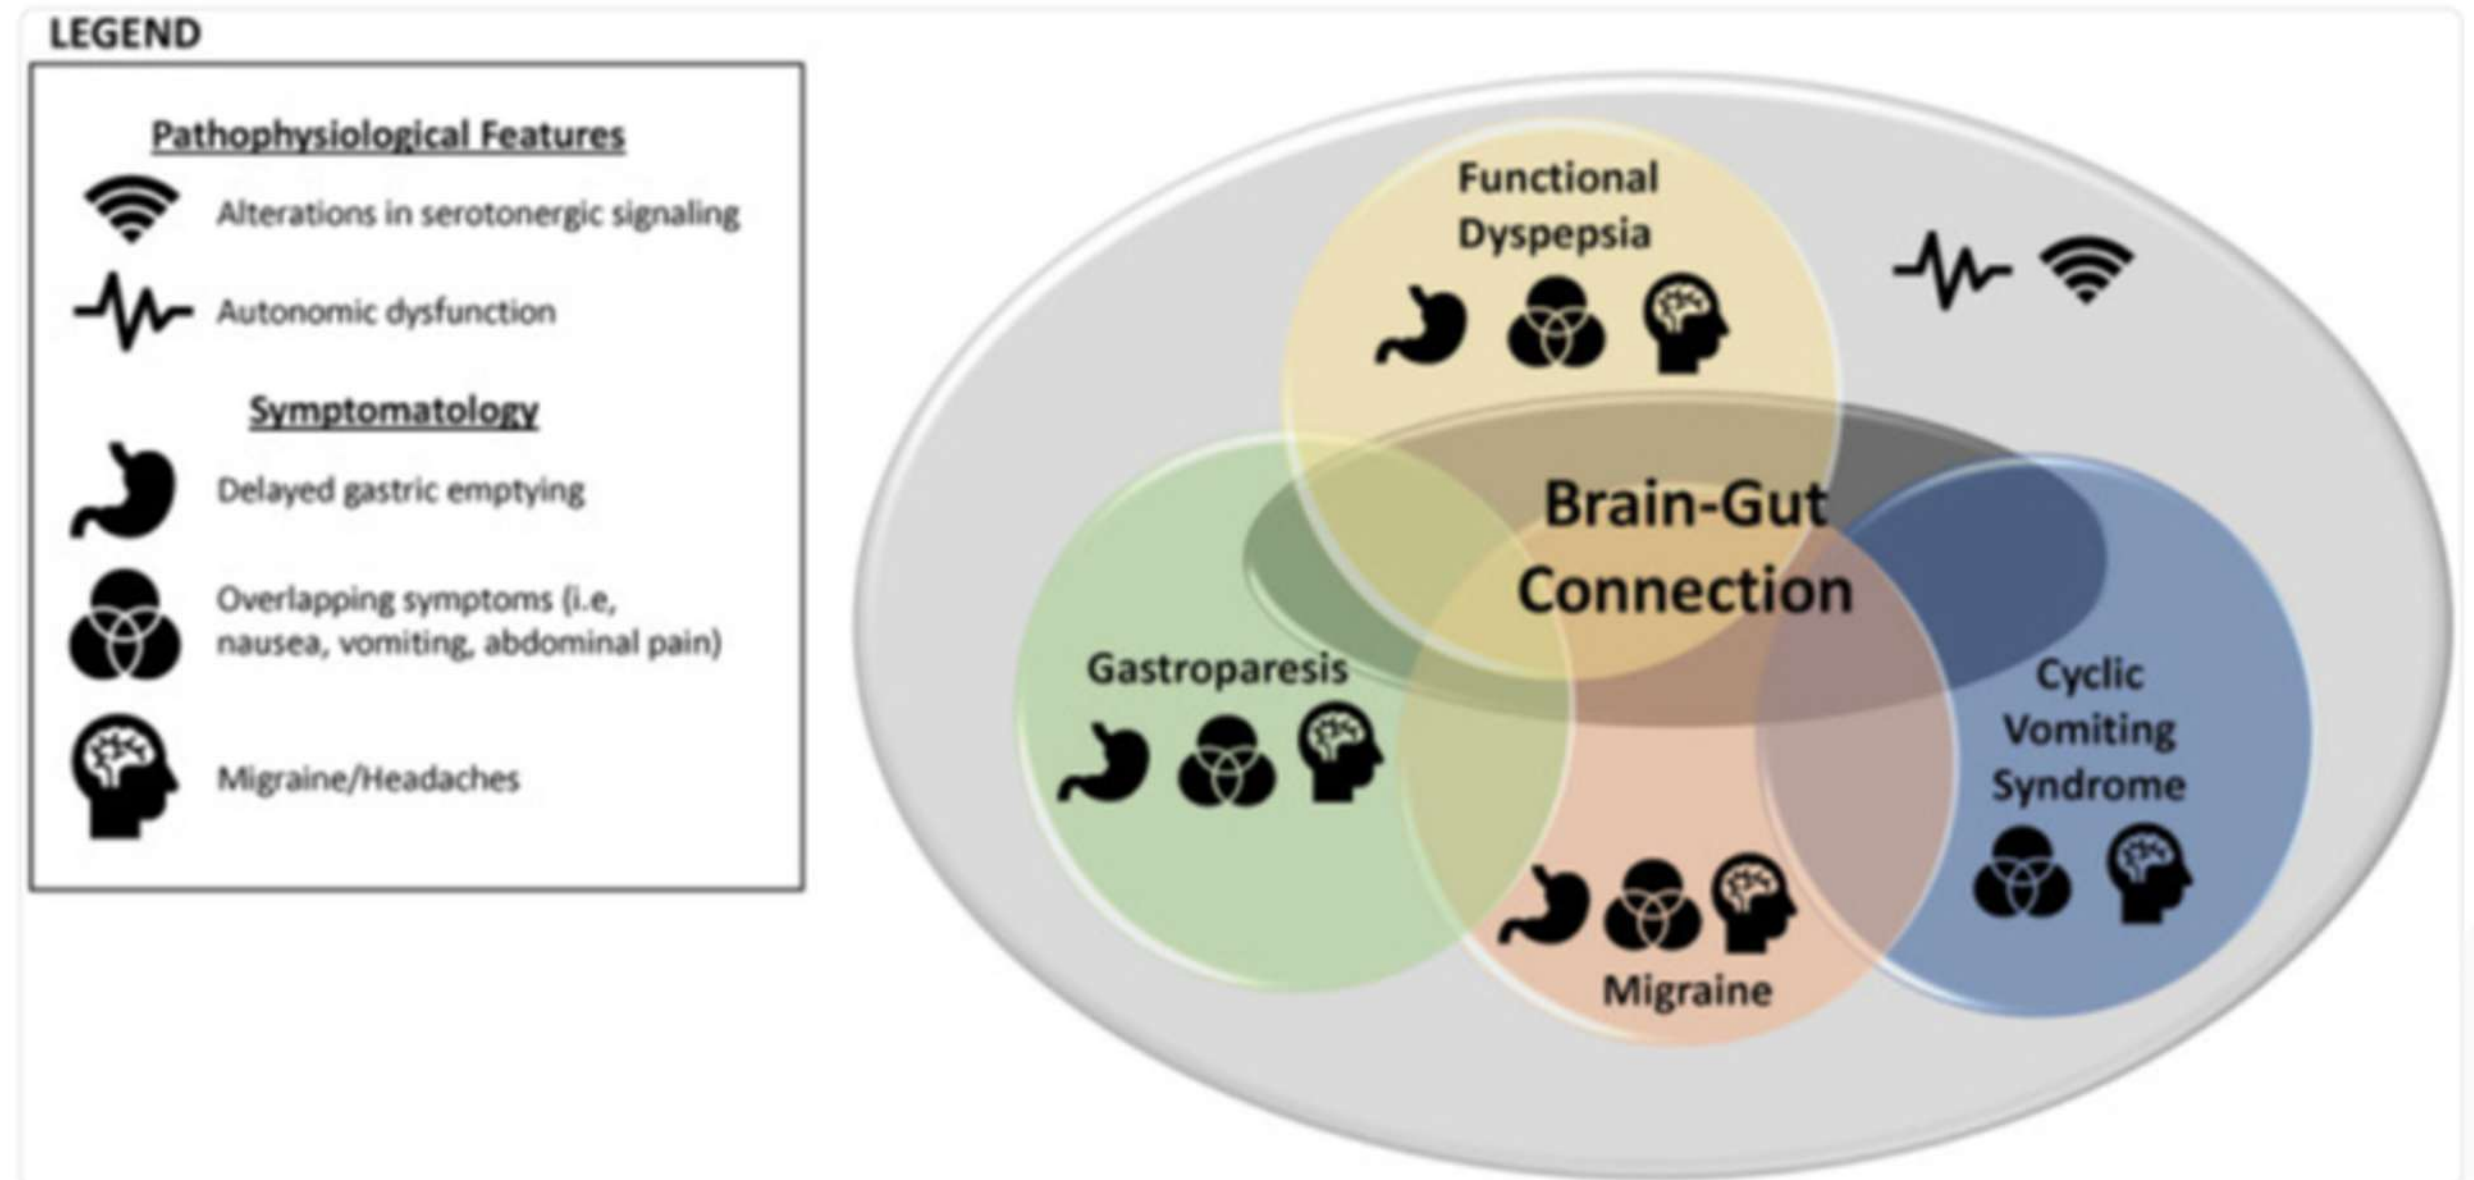 LEGEND
Pathophysiological Features
Alterations in serotonergic signaling
Autonomic dysfunction
Symptomatology
Delayed gastric emptying
Overlapping symptoms (i.e,
nausea, vomiting, abdominal pain)
Migraine/Headaches
Functional
Dyspepsia
Brain-Gut
Connection
Gastroparesis
Cyclic
Vomiting
Syndrome
Migraine